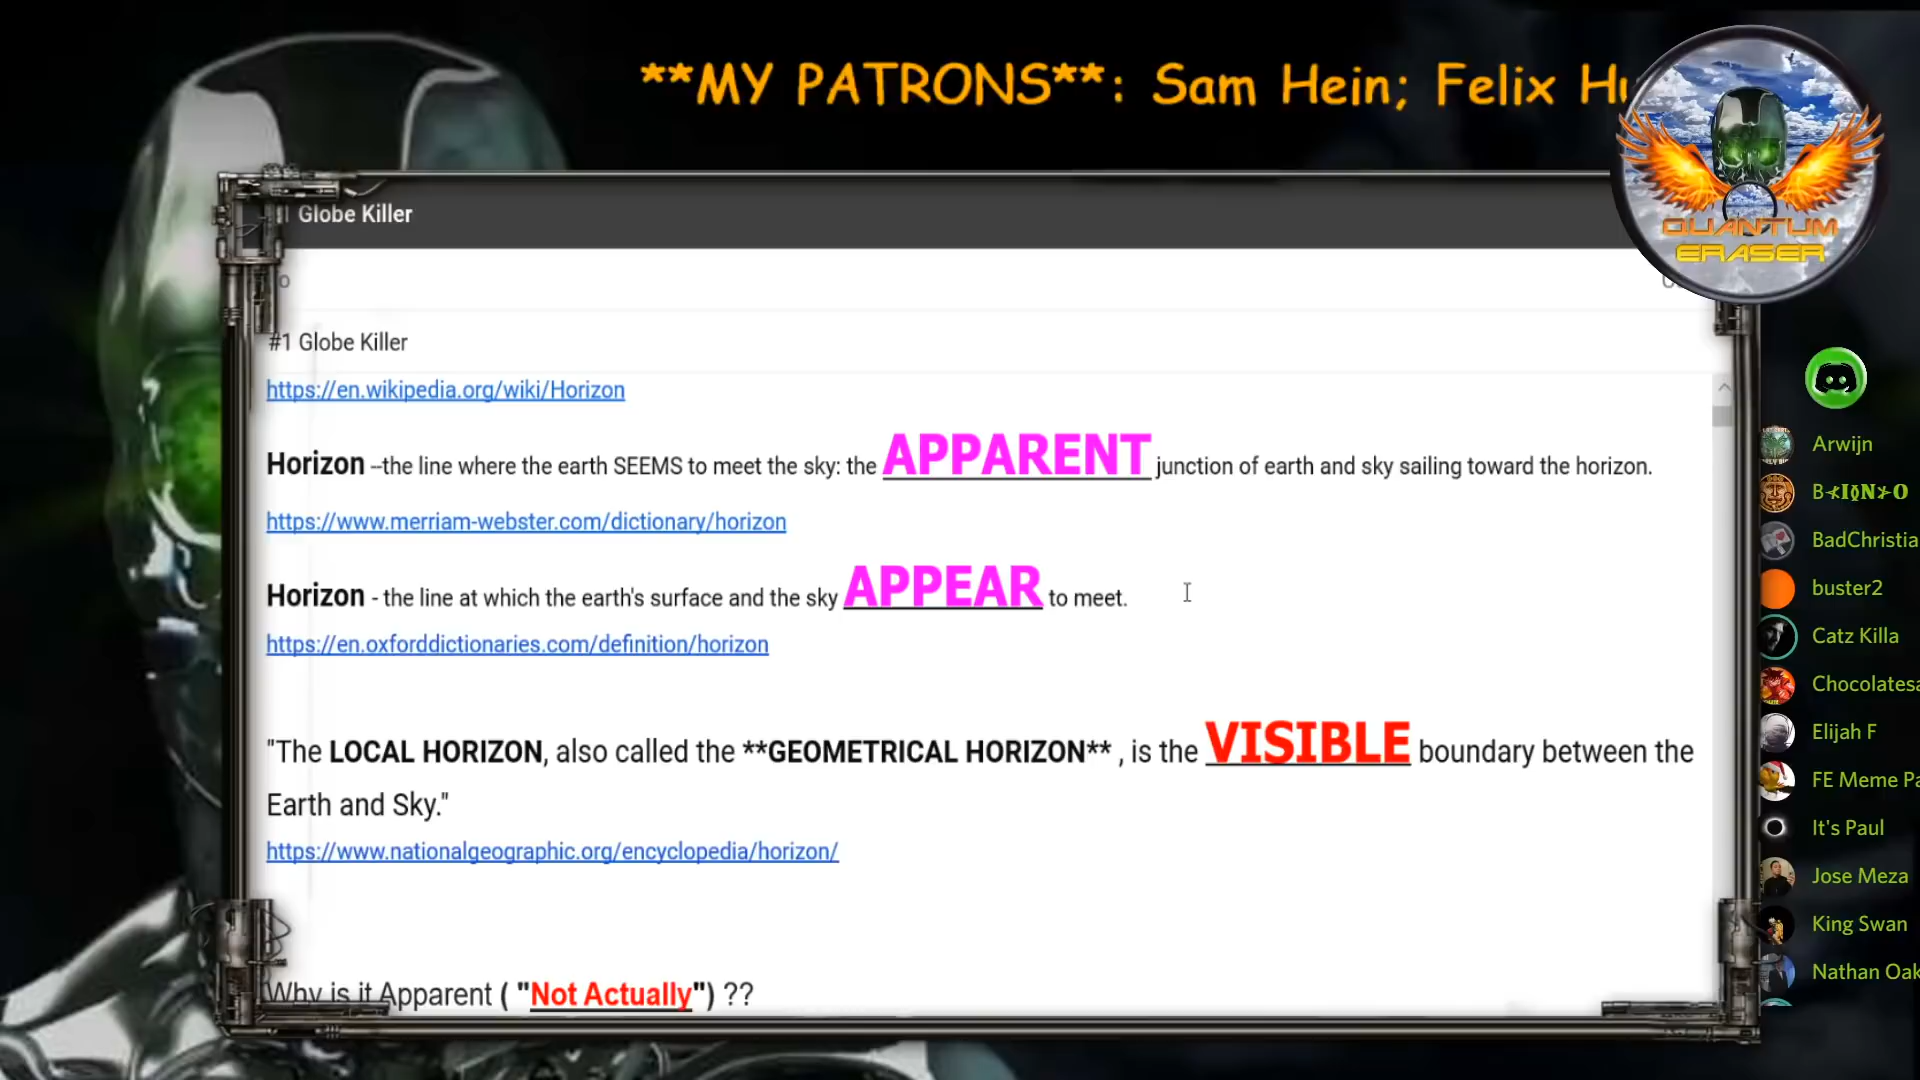 **MY PATRONS**: Sam Hein; Felix
QUANTUM
ERASER
Globe Killer
#1 Globe Killer
https://en.wikipedia.org/wiki/Horizon
Horizon --the line where the earth SEEMS to meet the sky: the APPARENT junction of earth and sky sailing toward the horizon.
https://www.merriam-webster.com/dictionary/horizon
Horizon - the line at which the earth's surface and the sky APPEAR to meet.
https://en.oxforddictionaries.com/definition/horizon
"The LOCAL HORIZON, also called the **GEOMETRICAL HORIZON** , is the VISIBLE boundary between the
Earth and Sky."
https://www.nationalgeographic.org/encyclopedia/horizon/
Why is it Apparent ( "Not Actually") ??
Arwijn
BadChristia
buster2
Catz Killa
Chocolatesa
Elijah F
FE Meme Pa
It's Paul
Jose Meza
King Swan
Nathan Oak